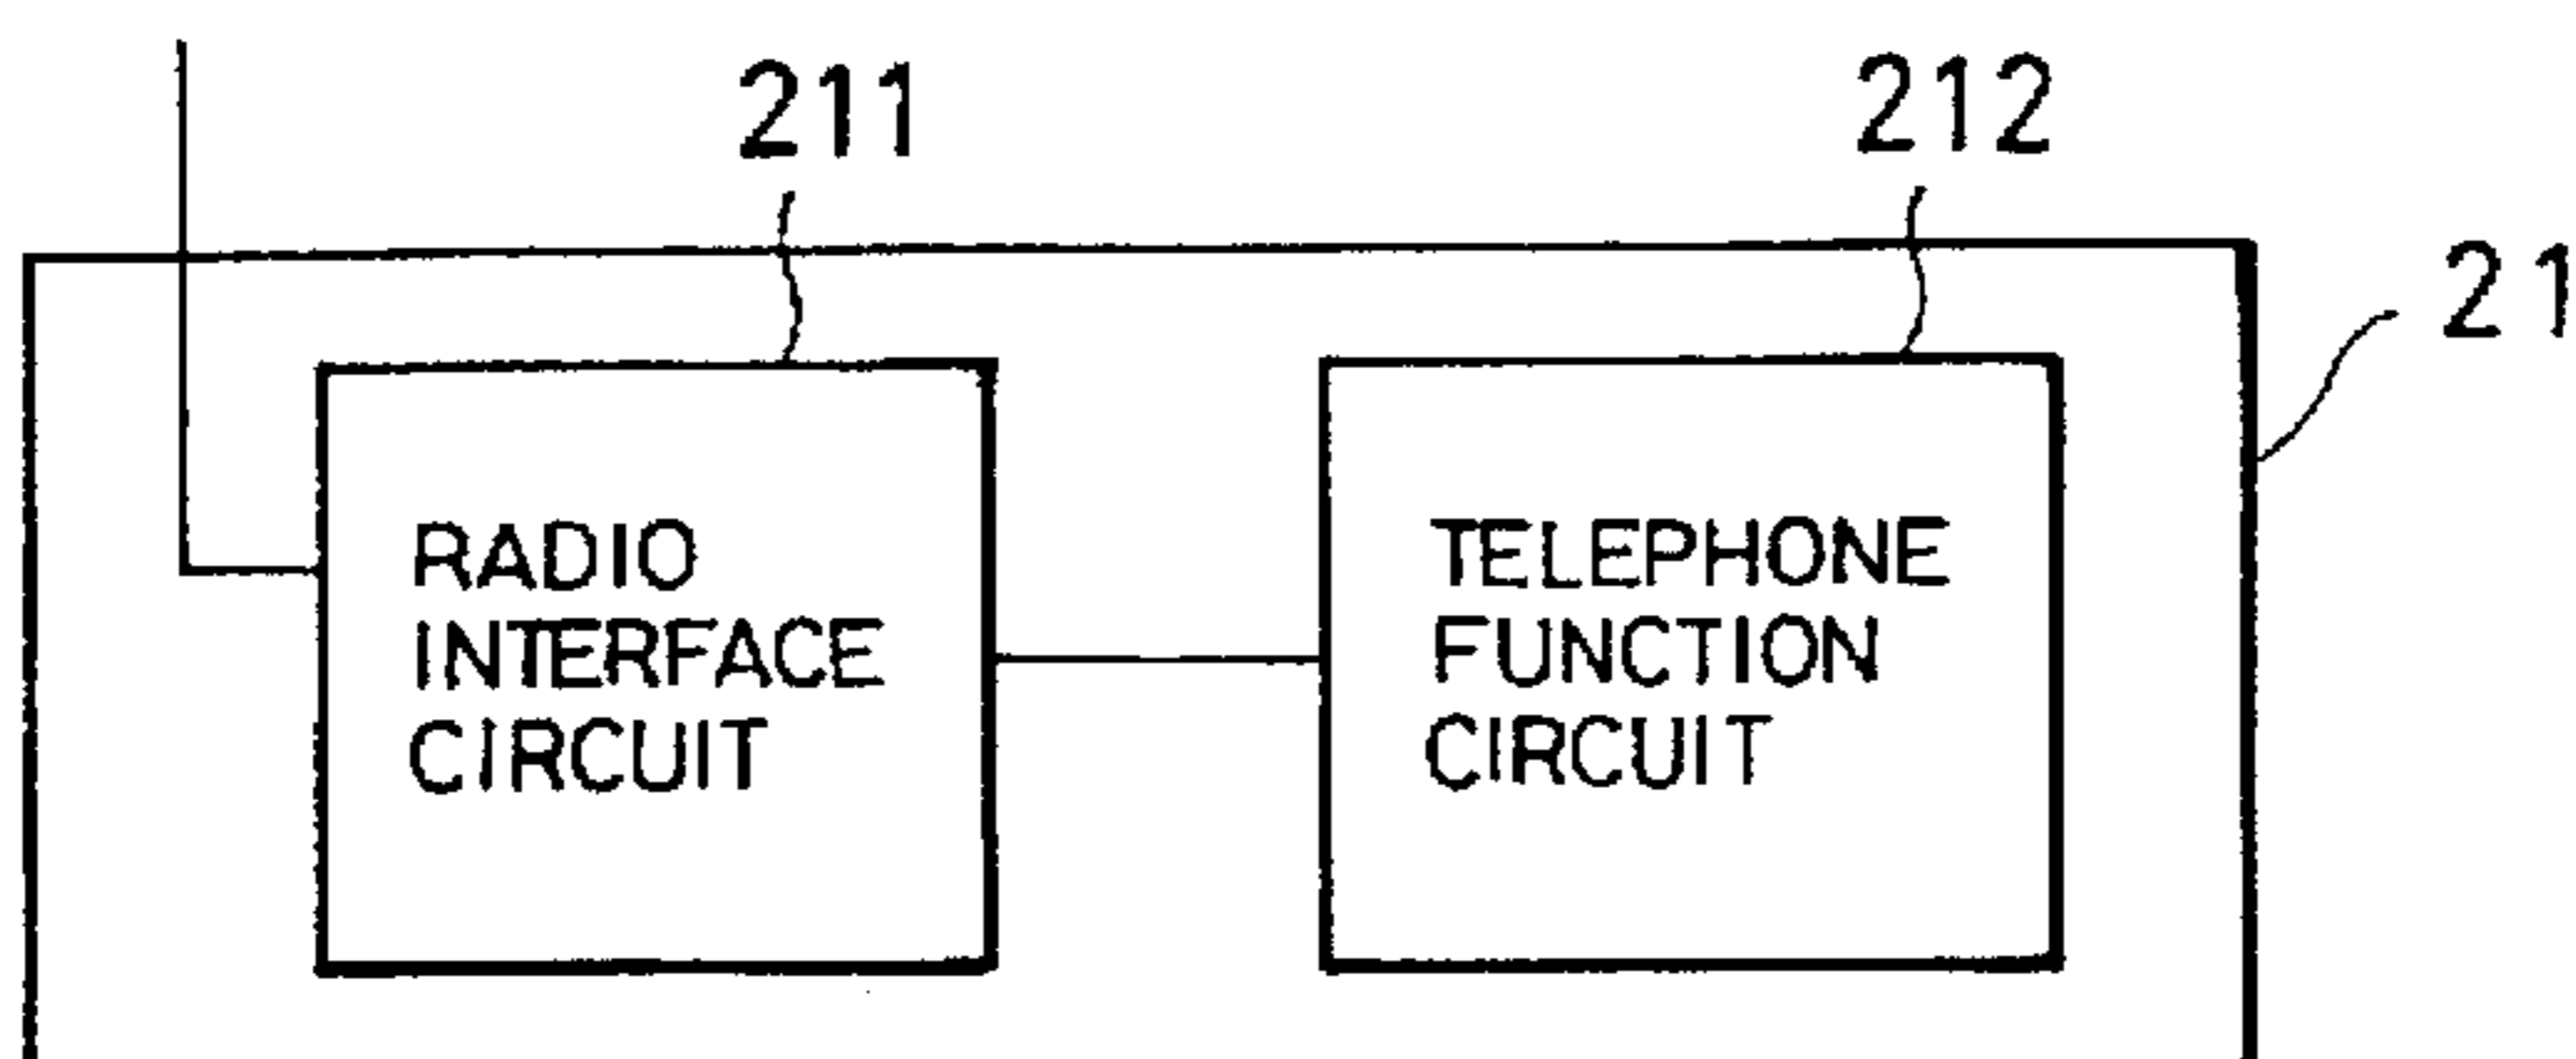 211
212
21
RADIO
INTERFACE
CIRCUIT
TELEPHONE
FUNCTION
CIRCUIT